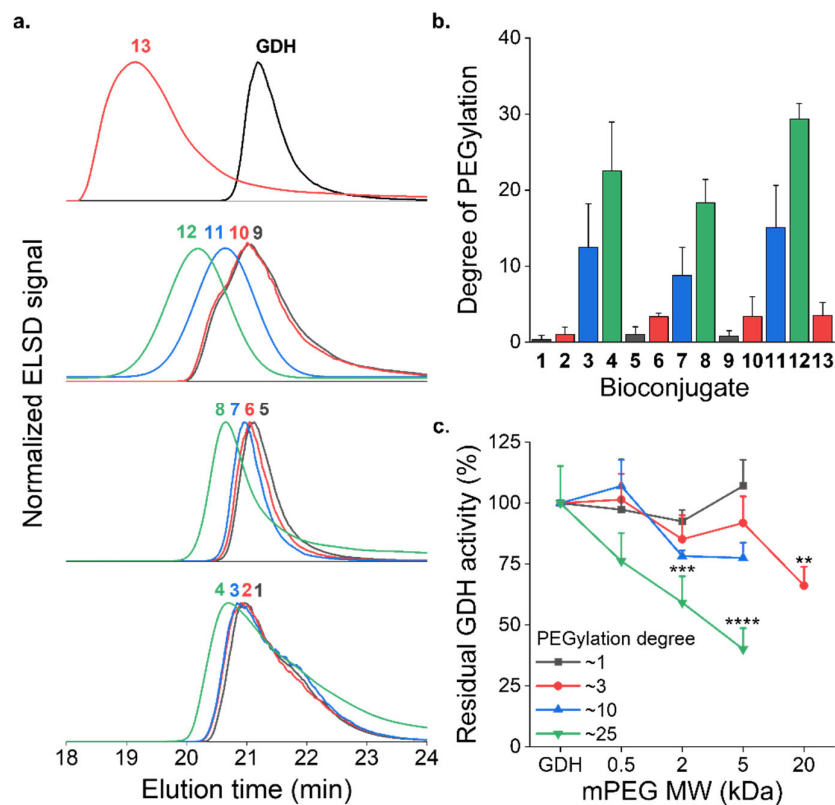 a.
13
GDH
12 11 10 9
8 7 6 5
4 3 2 1
Normalized ELSD signal
18 19 20 21 22 23 24
Elution time (min)
b.
40
30
20
10
0
Degree of PEGylation
1 2 3 4 5 6 7 8 9 10 11 12 13
Bioconjugate
c.
125
100
75
50
25
0
Residual GDH activity (%)
***
**
****
PEGylation degree
~1
~3
~10
~25
GDH 0.5 2 5 20
mPEG MW (kDa)